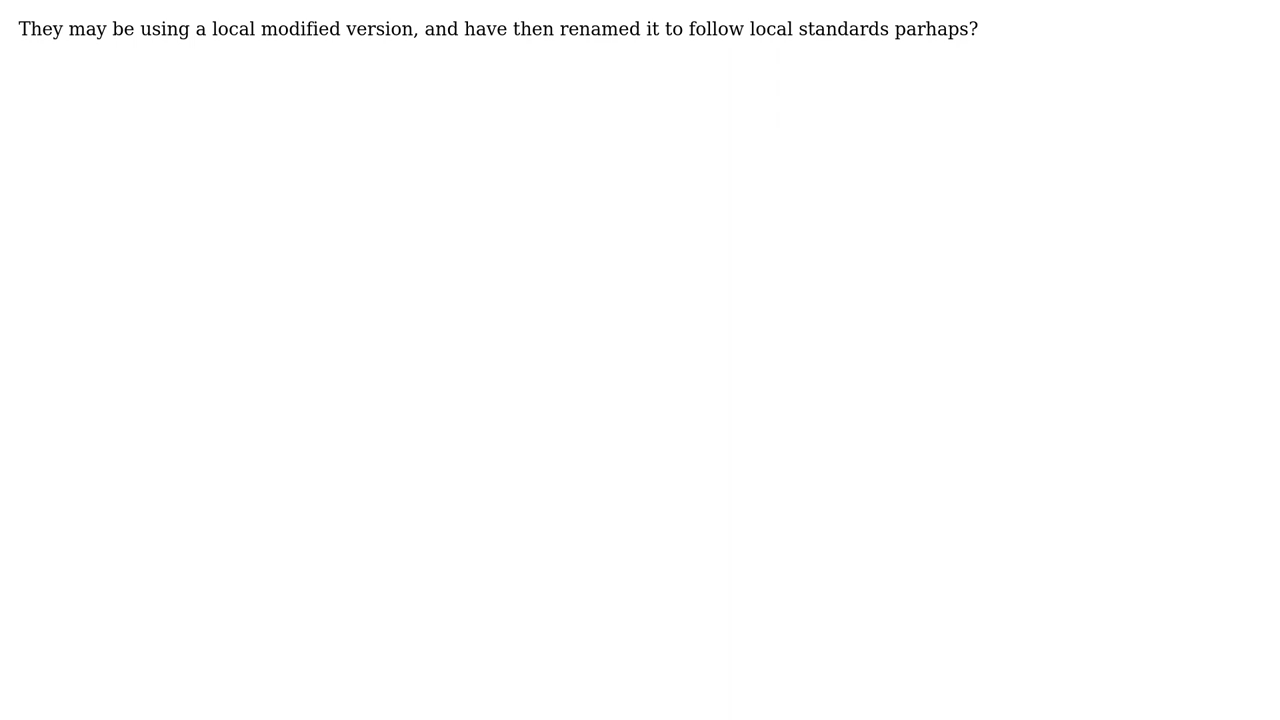 They may be using a local modified version, and have then renamed it to follow local standards parhaps?